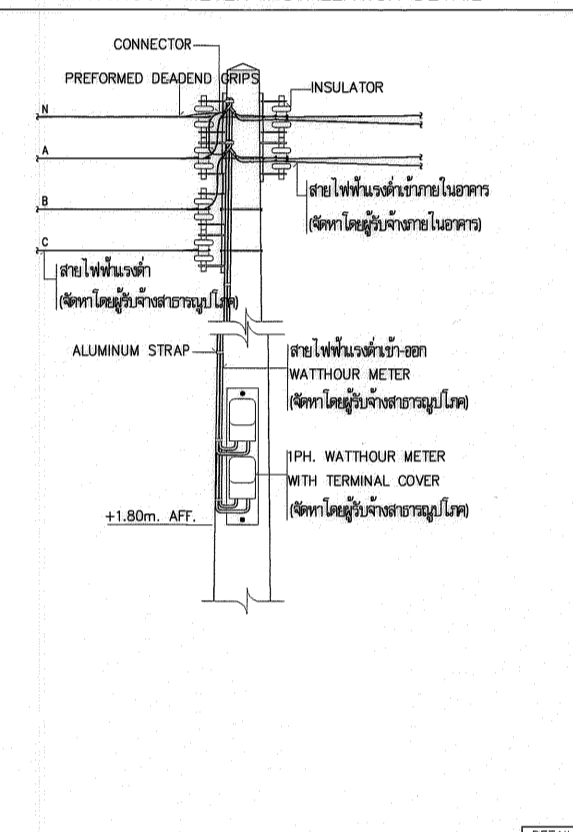 CONNECTOR
PREFORMED DEADEND GRIPS
INSULATOR
N
A
B
C
สายไฟฟ้าแรงต่ำเข้าภายในอาคาร
(จัดหาโดยผู้รับจ้างภายในอาคาร)
สายไฟฟ้าแรงต่ำ
(จัดหาโดยผู้รับจ้างสาธารณูปโภค)
ALUMINUM STRAP
สายไฟฟ้าแรงต่ำเข้า-ออก
WATTHOUR METER
(จัดหาโดยผู้รับจ้างสาธารณูปโภค)
1PH. WATTHOUR METER
WITH TERMINAL COVER
(จัดหาโดยผู้รับจ้างสาธารณูปโภค)
+1.80m. AFF.